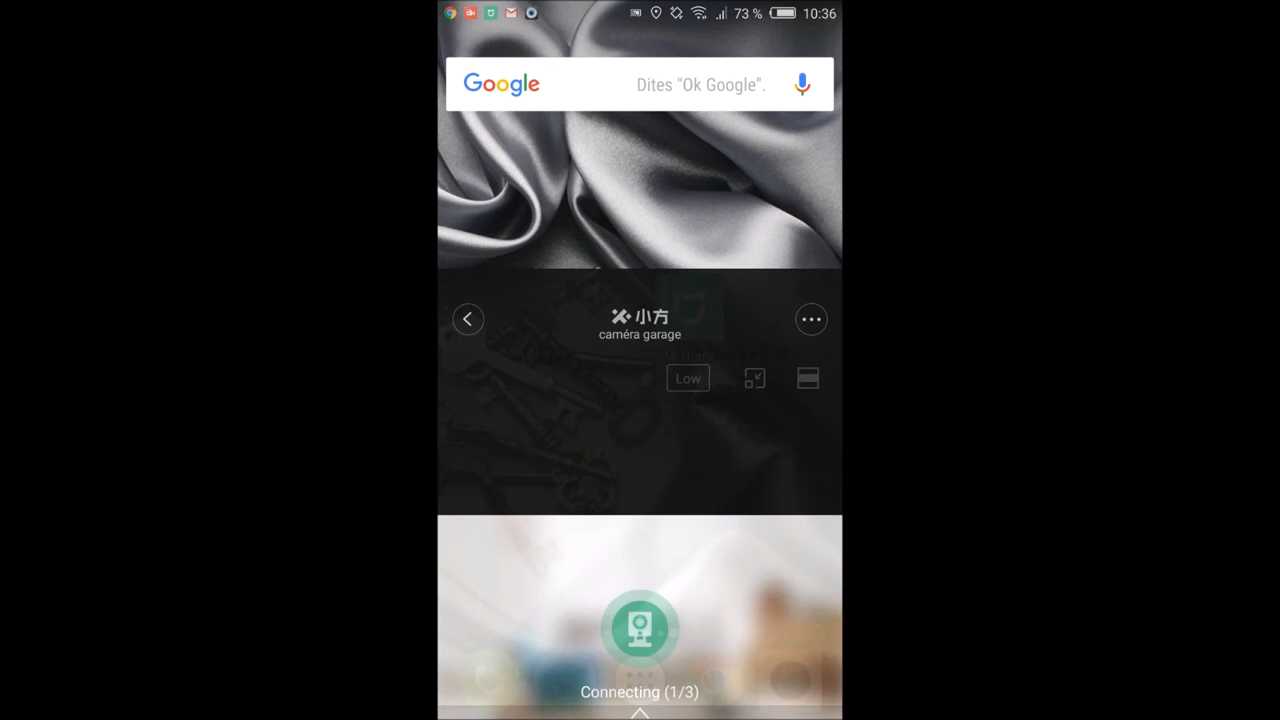 73 % 10:36
Google Dites "Ok Google".
小方
caméra garage
Low
Connecting (1/3)